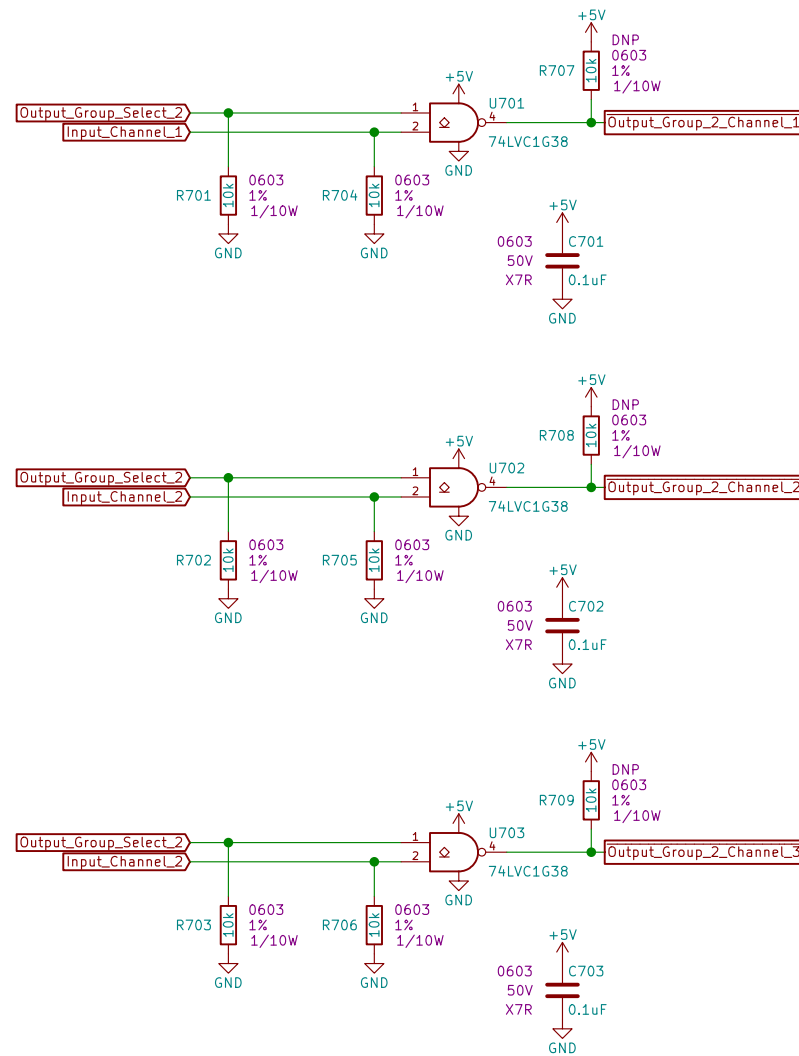 +5V
DNP
0603
R707 10k 1%
1/10W
+5V
U701
Output_Group_Select_2 1
4 Output_Group_2_Channel_1
Input_Channel_1 2
74LVC1G38
GND
0603 0603
R701 10k 1% R704 10k 1%
1/10W 1/10W
GND GND
+5V
0603 C701
50V
X7R 0.1uF
GND
+5V
DNP
0603
R708 10k 1%
1/10W
+5V
U702
Output_Group_Select_2 1
4 Output_Group_2_Channel_2
Input_Channel_2 2
74LVC1G38
GND
0603 0603
R702 10k 1% R705 10k 1%
1/10W 1/10W
GND GND
+5V
0603 C702
50V
X7R 0.1uF
GND
+5V
DNP
0603
R709 10k 1%
1/10W
+5V
U703
Output_Group_Select_2 1
4 Output_Group_2_Channel_3
Input_Channel_2 2
74LVC1G38
GND
0603 0603
R703 10k 1% R706 10k 1%
1/10W 1/10W
GND GND
+5V
0603 C703
50V
X7R 0.1uF
GND